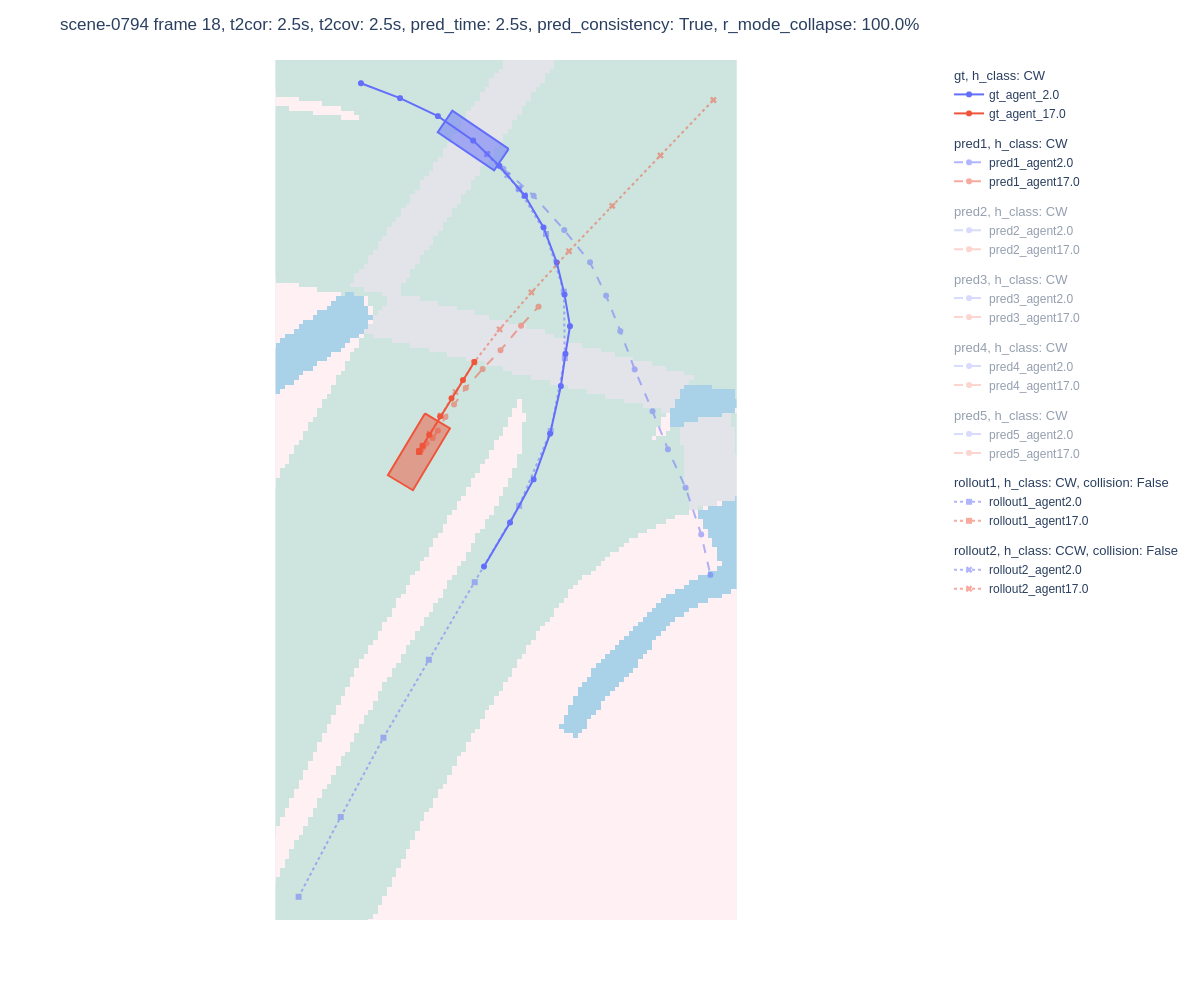 scene-0794 frame 18, t2cor: 2.5s, t2cov: 2.5s, pred_time: 2.5s, pred_consistency: True, r_mode_collapse: 100.0%
gt, h_class: CW
gt_agent_2.0
gt_agent_17.0
pred1, h_class: CW
pred1_agent2.0
pred1_agent17.0
pred2, h_class: CW
pred2_agent2.0
pred2_agent17.0
pred3, h_class: CW
pred3_agent2.0
pred3_agent17.0
pred4, h_class: CW
pred4_agent2.0
pred4_agent17.0
pred5, h_class: CW
pred5_agent2.0
pred5_agent17.0
rollout1, h_class: CW, collision: False
rollout1_agent2.0
rollout1_agent17.0
rollout2, h_class: CCW, collision: False
rollout2_agent2.0
rollout2_agent17.0